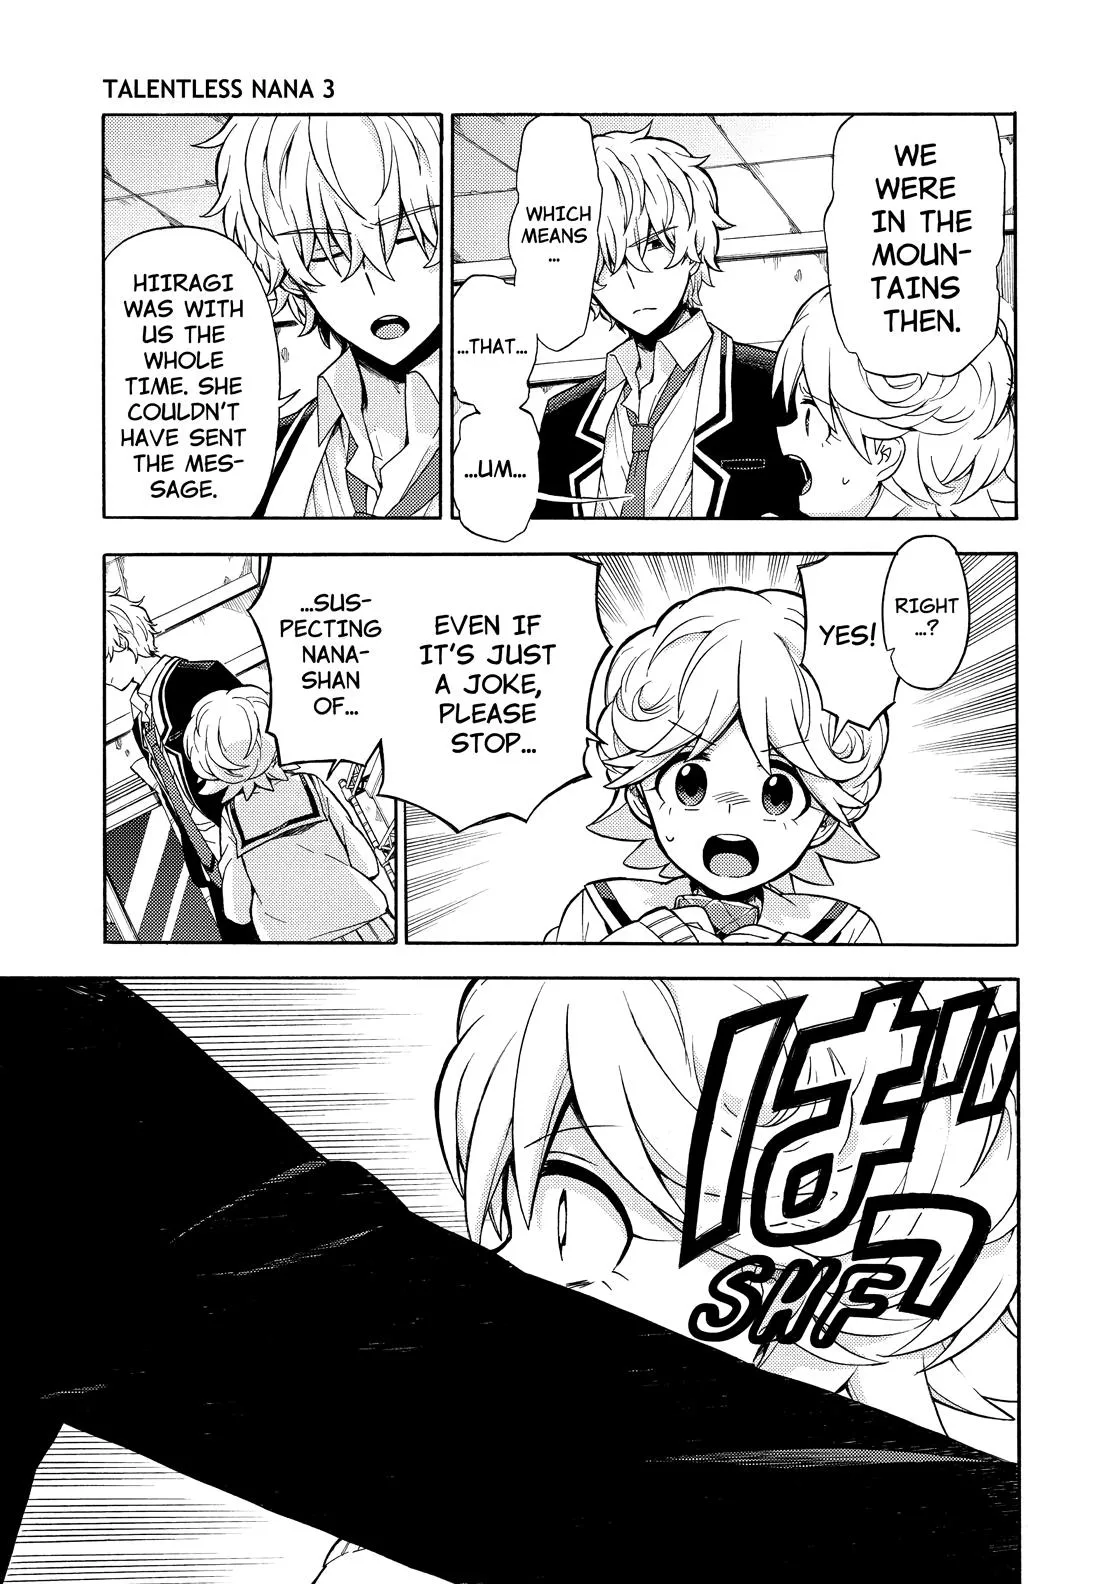 TALENTLESS NANA 3
WE
WERE
IN THE
MOUN-
TAINS
THEN.
WHICH
MEANS
...
...THAT...
...UM...
HIIRAGI
WAS WITH
US THE
WHOLE
TIME. SHE
COULDN'T
HAVE SENT
THE MES-
SAGE.
RIGHT
...?
YES!
EVEN IF
IT'S JUST
A JOKE,
PLEASE
STOP...
...SUS-
PECTING
NANA-
SHAN
OF...
ばっ
SHF